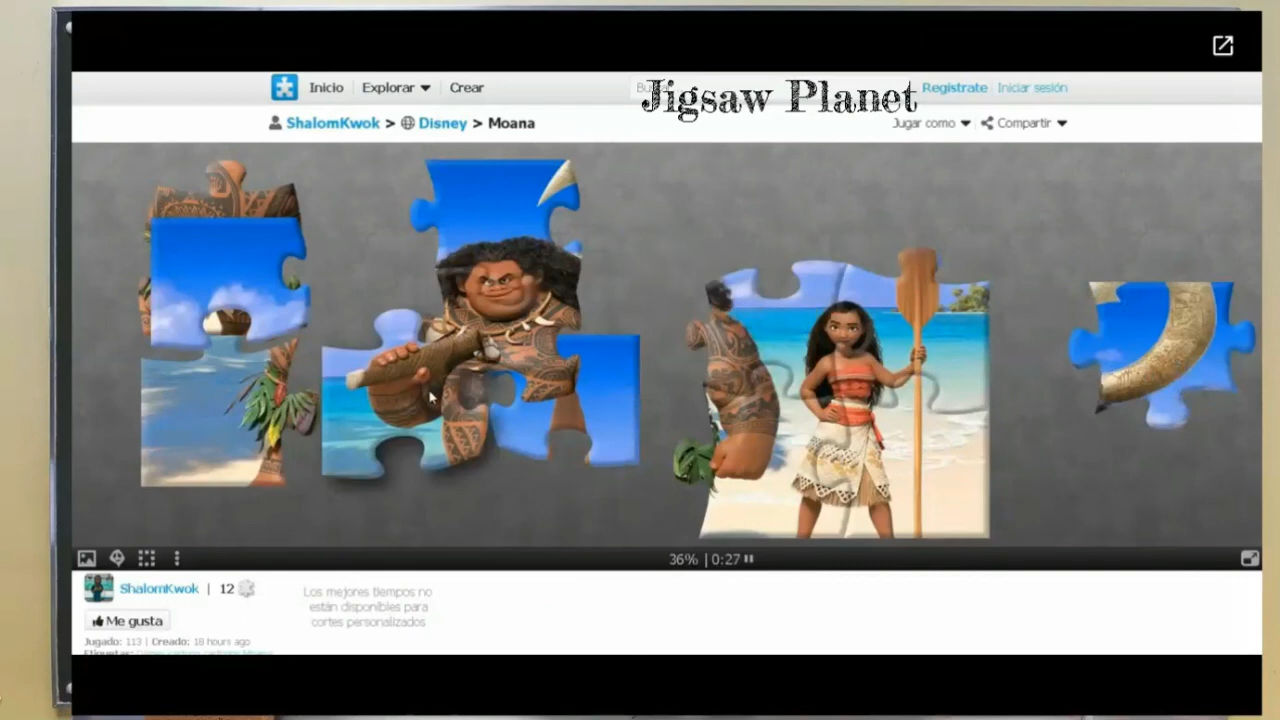 Inicio Explorar Crear
Jigsaw Planet
Regístrate Iniciar sesión
ShalomKwok > Disney > Moana
Jugar como Compartir
36% | 0:27
ShalomKwok | 12
Me gusta
Los mejores tiempos no
están disponibles para
cortes personalizados
Jugado: 113 | Creado: 18 hours ago